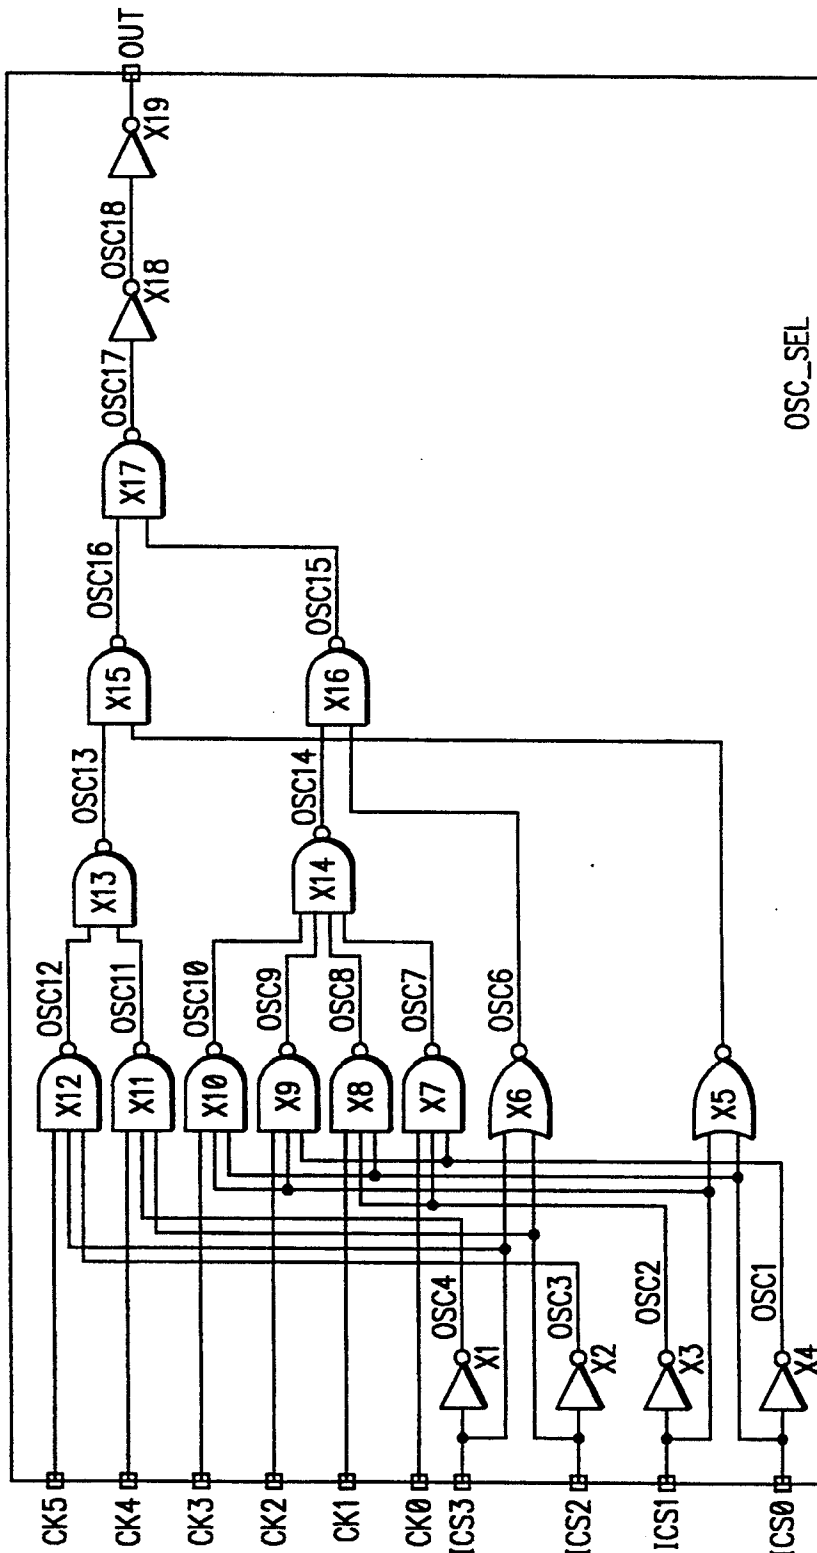 OUT
X19
OSC18
X18
OSC17
X17
OSC16
OSC15
X15
X16
OSC13
OSC14
X13
X14
OSC12
OSC11
OSC10
OSC9
OSC8
OSC7
OSC6
X12
X11
X10
X9
X8
X7
X6
X5
OSC4
OSC3
OSC2
OSC1
X1
X2
X3
X4
CK5
CK4
CK3
CK2
CK1
CK0
ICS3
ICS2
ICS1
ICS0
OSC_SEL